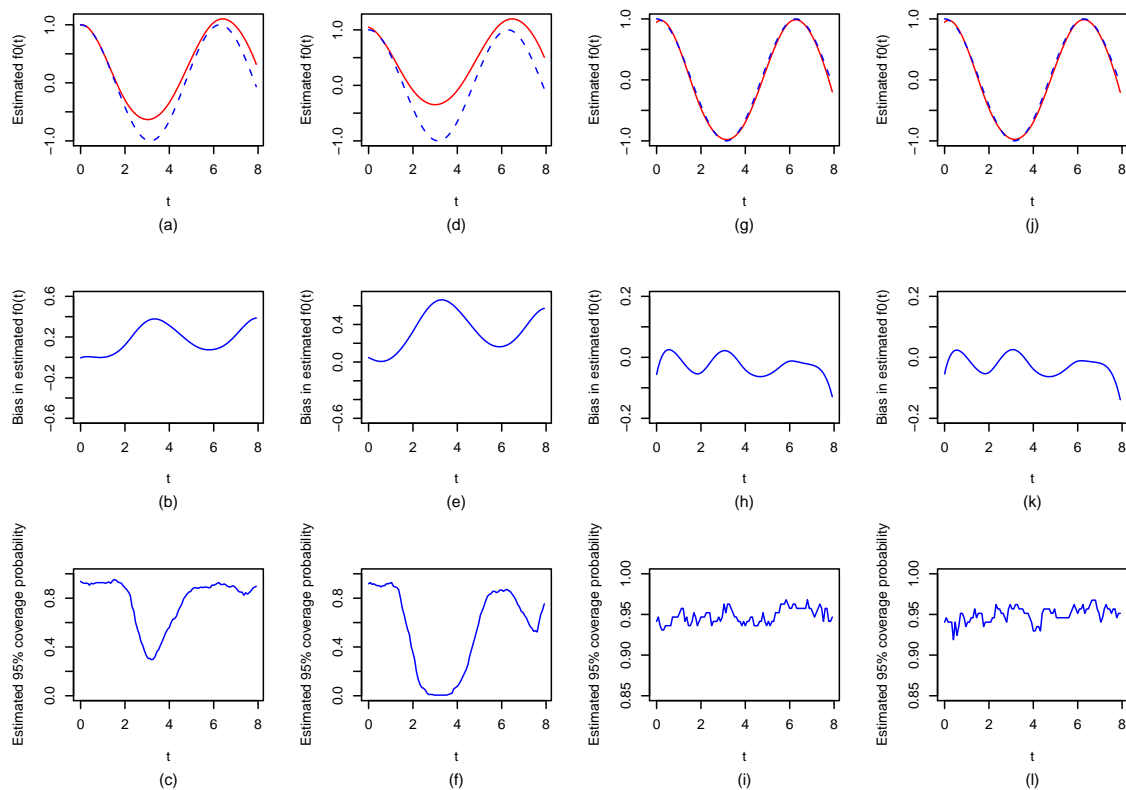 Estimated f0(t)
1.0
0.0
−1.0
0 2 4 6 8
t
(a)
Estimated f0(t)
1.0
0.0
−1.0
0 2 4 6 8
t
(d)
Estimated f0(t)
1.0
0.0
−1.0
0 2 4 6 8
t
(g)
Estimated f0(t)
1.0
0.0
−1.0
0 2 4 6 8
t
(j)
Bias in estimated f0(t)
0.6
0.2
−0.2
−0.6
0 2 4 6 8
t
(b)
Bias in estimated f0(t)
0.4
0.0
−0.6
0 2 4 6 8
t
(e)
Bias in estimated f0(t)
0.2
0.0
−0.2
0 2 4 6 8
t
(h)
Bias in estimated f0(t)
0.2
0.0
−0.2
0 2 4 6 8
t
(k)
Estimated 95% coverage probability
0.8
0.4
0.0
0 2 4 6 8
t
(c)
Estimated 95% coverage probability
0.8
0.4
0.0
0 2 4 6 8
t
(f)
Estimated 95% coverage probability
1.00
0.95
0.90
0.85
0 2 4 6 8
t
(i)
Estimated 95% coverage probability
1.00
0.95
0.90
0.85
0 2 4 6 8
t
(l)